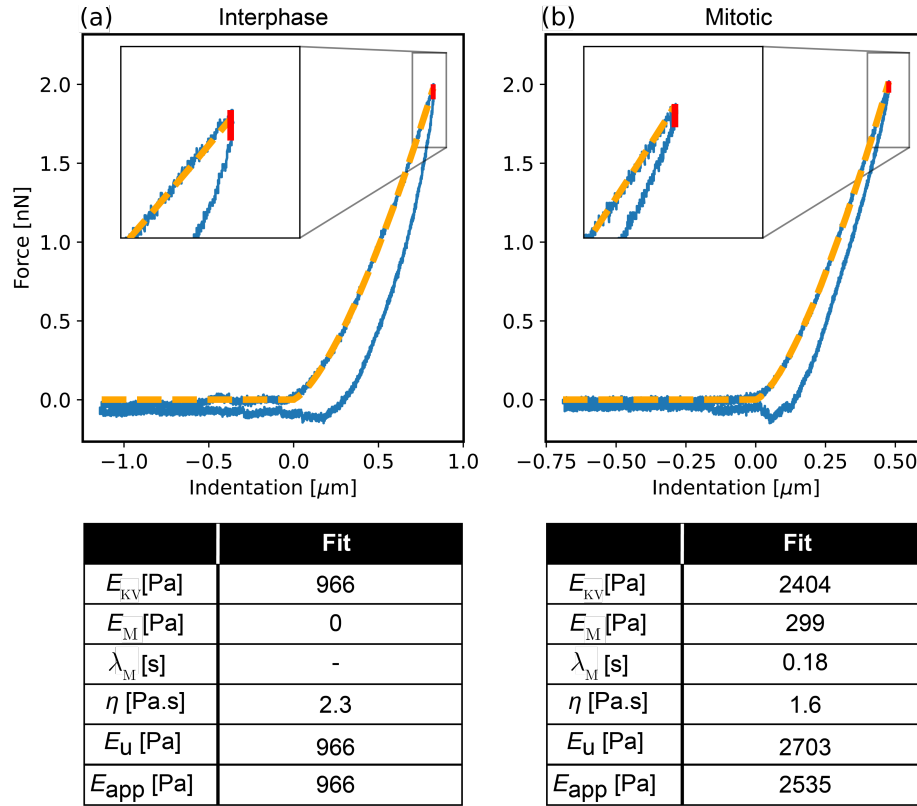 (a) Interphase
(b) Mitotic
Force [nN]
2.0
1.5
1.0
0.5
0.0
−1.0 −0.5 0.0 0.5 1.0
Indentation [μm]
2.0
1.5
1.0
0.5
0.0
−0.75 −0.50 −0.25 0.00 0.25 0.50
Indentation [μm]
Fit
E_KV [Pa] 966
E_M [Pa] 0
λ_M [s] -
η [Pa.s] 2.3
E_u [Pa] 966
E_app [Pa] 966
Fit
E_KV [Pa] 2404
E_M [Pa] 299
λ_M [s] 0.18
η [Pa.s] 1.6
E_u [Pa] 2703
E_app [Pa] 2535